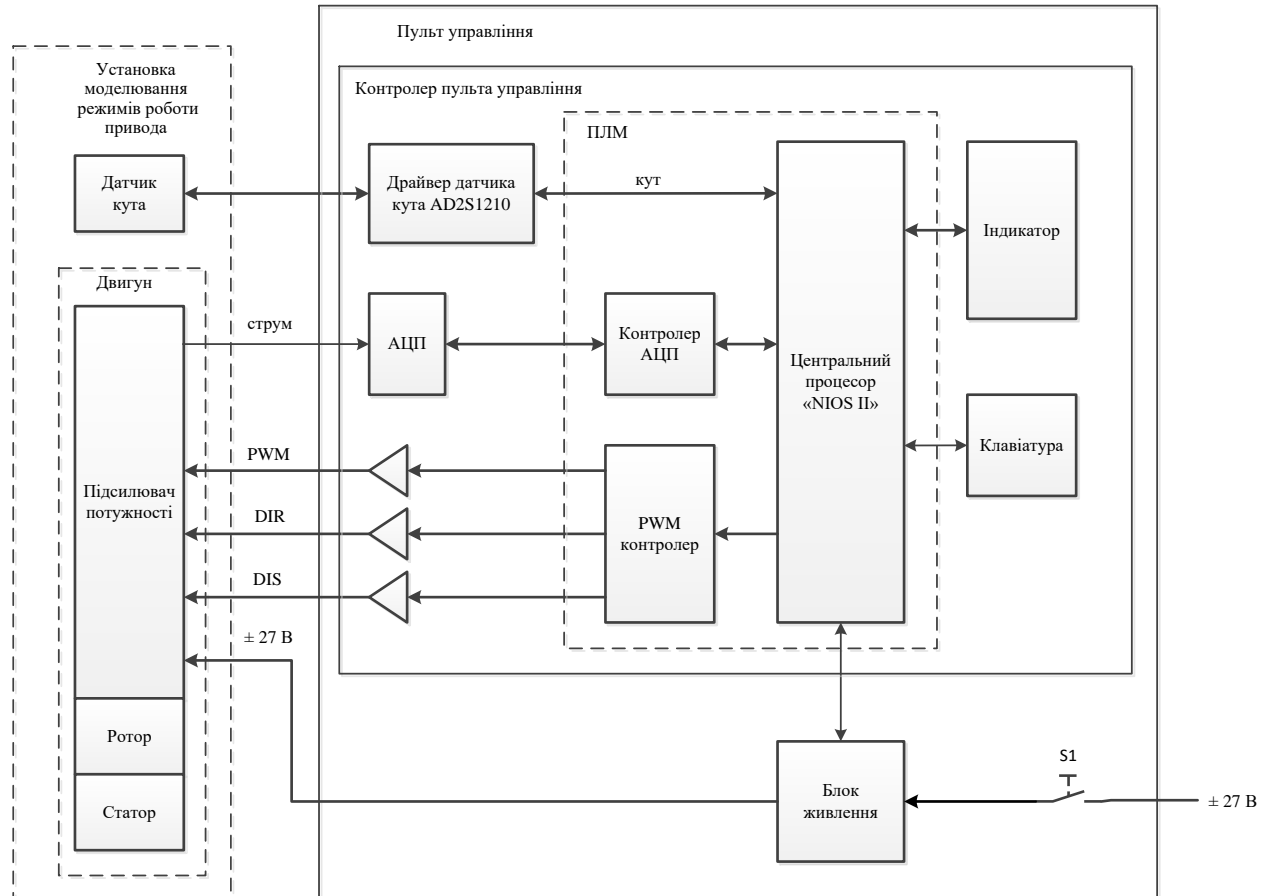 Пульт управління
Установка
моделювання
режимів роботи
привода
Контролер пульта управління
ПЛМ
Датчик
кута
Драйвер датчика
кута AD2S1210
кут
Індикатор
Двигун
струм
АЦП
Контролер
АЦП
Центральний
процесор
«NIOS II»
Клавіатура
PWM
Підсилювач
потужності
DIR
PWM
контролер
DIS
± 27 В
Ротор
Статор
Блок
живлення
S1
± 27 В